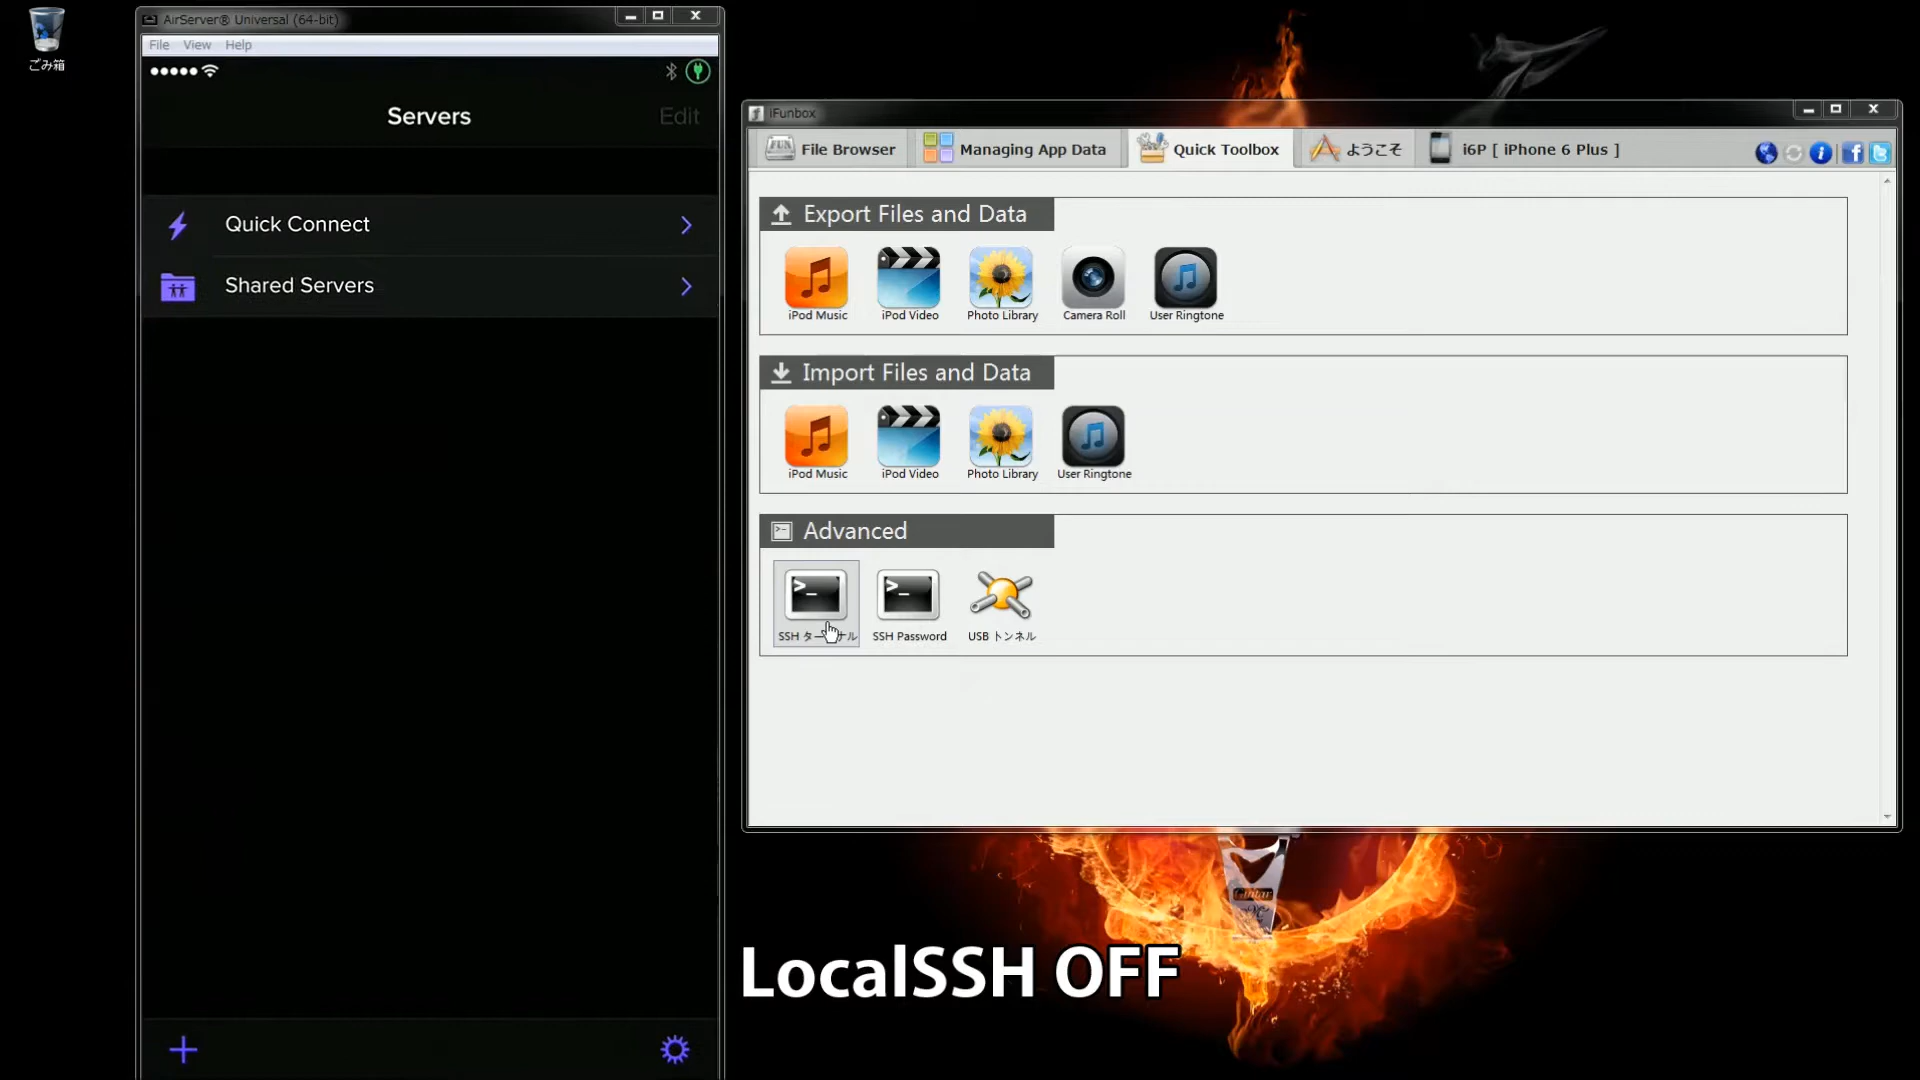 ごみ箱
AirServer® Universal (64-bit)
File View Help
Servers
Edit
Quick Connect
Shared Servers
iFunbox
File Browser
Managing App Data
Quick Toolbox
ようこそ
i6P [ iPhone 6 Plus ]
Export Files and Data
iPod Music
iPod Video
Photo Library
Camera Roll
User Ringtone
Import Files and Data
iPod Music
iPod Video
Photo Library
User Ringtone
Advanced
SSH
SSH Password
USB トンネル
LocalSSH OFF